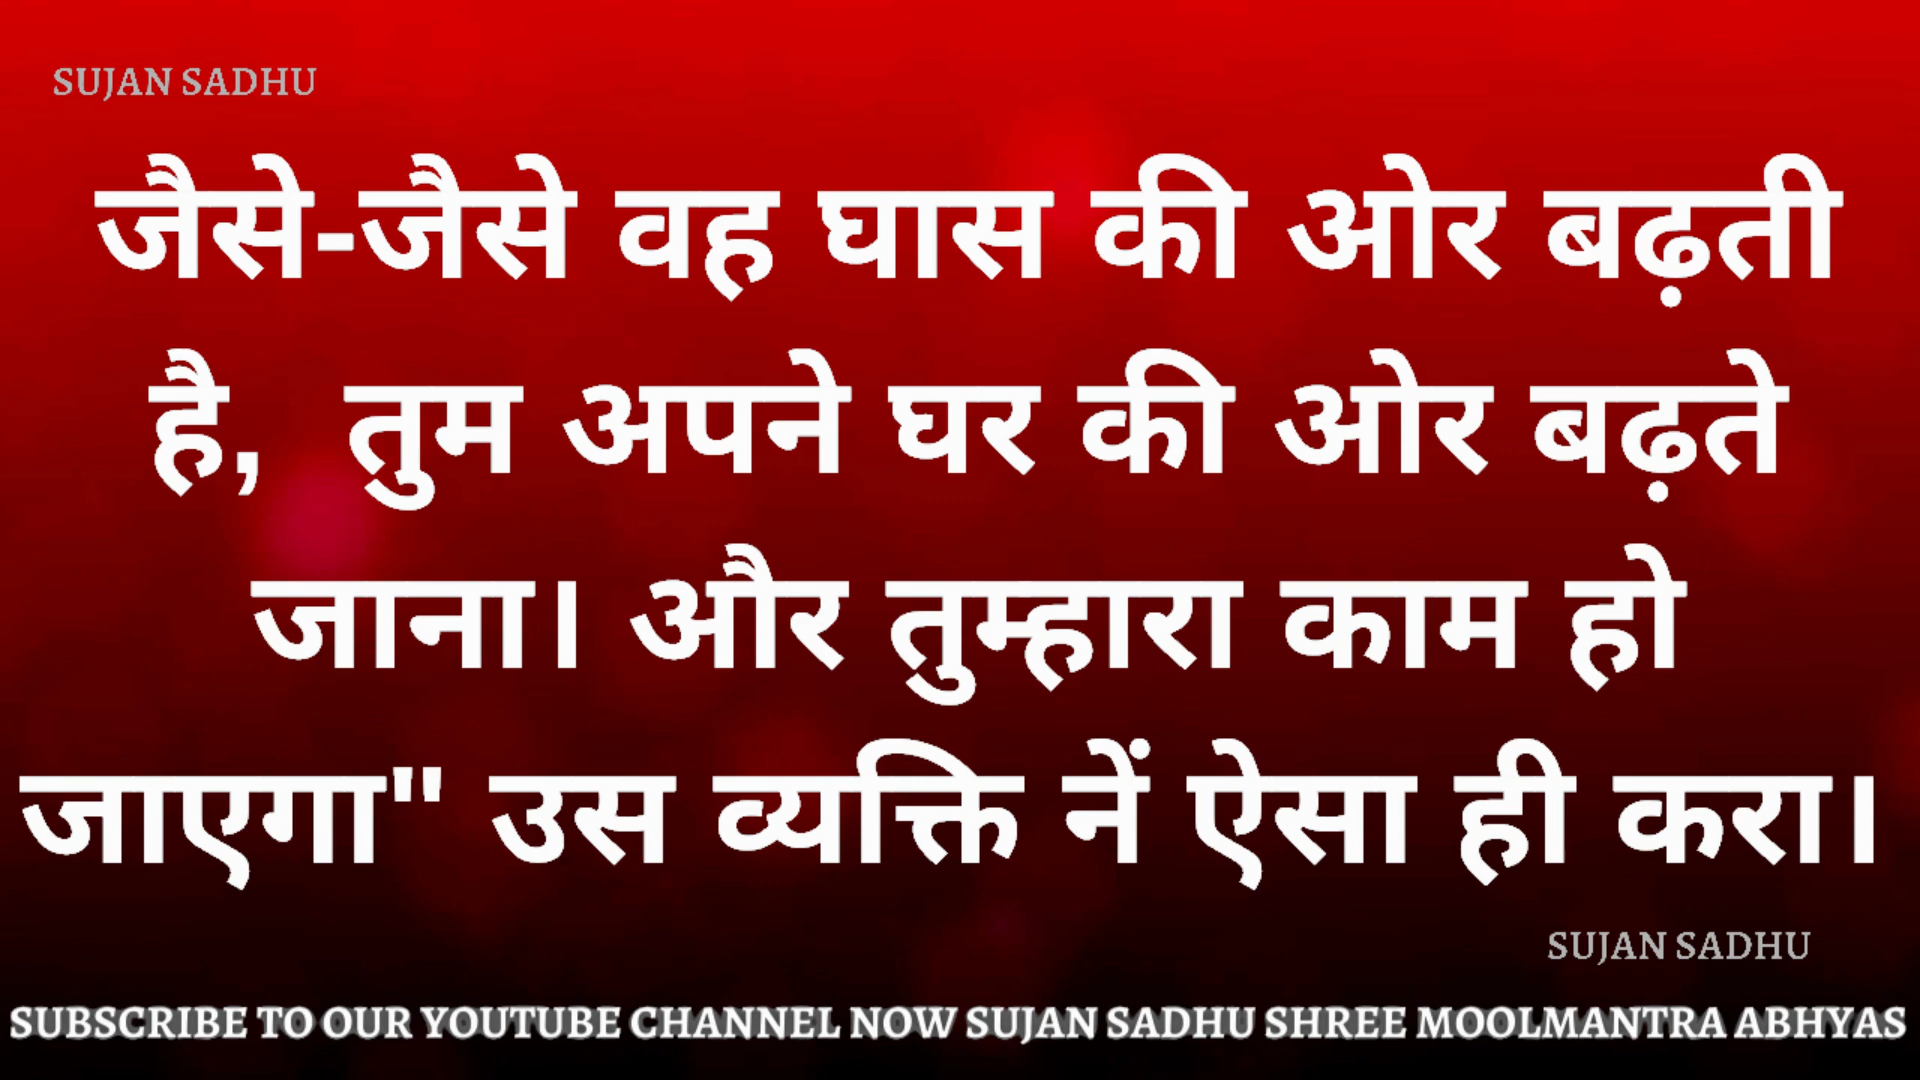 SUJAN SADHU
जैसे-जैसे वह घास की ओर बढ़ती
है, तुम अपने घर की ओर बढ़ते
जाना। और तुम्हारा काम हो
जाएगा" उस व्यक्ति नें ऐसा ही करा।
SUJAN SADHU
SUBSCRIBE TO OUR YOUTUBE CHANNEL NOW SUJAN SADHU SHREE MOOLMANTRA ABHYAS